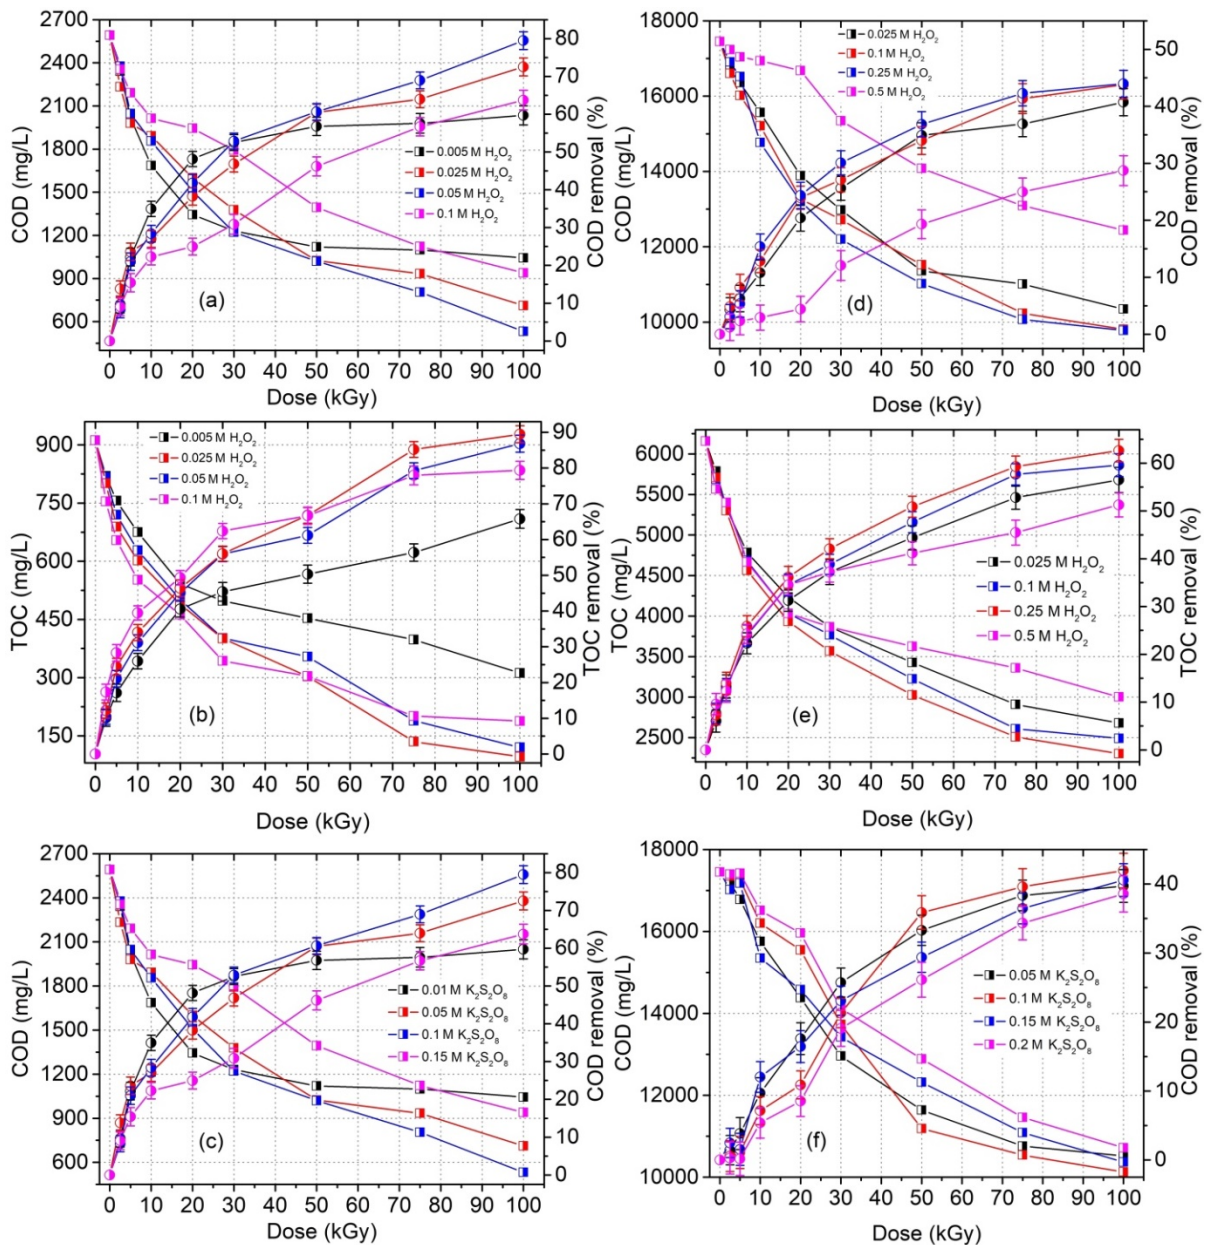 2700
2400
2100
1800
1500
1200
900
600
COD (mg/L)
80
70
60
50
40
30
20
10
0
COD removal (%)
0.005 M H₂O₂
0.025 M H₂O₂
0.05 M H₂O₂
0.1 M H₂O₂
(a)
0 10 20 30 40 50 60 70 80 90 100
Dose (kGy)
18000
16000
14000
12000
10000
COD (mg/L)
50
40
30
20
10
0
COD removal (%)
0.025 M H₂O₂
0.1 M H₂O₂
0.25 M H₂O₂
0.5 M H₂O₂
(d)
0 10 20 30 40 50 60 70 80 90 100
Dose (kGy)
900
750
600
450
300
150
TOC (mg/L)
90
80
70
60
50
40
30
20
10
0
TOC removal (%)
0.005 M H₂O₂
0.025 M H₂O₂
0.05 M H₂O₂
0.1 M H₂O₂
(b)
0 10 20 30 40 50 60 70 80 90 100
Dose (kGy)
6000
5500
5000
4500
4000
3500
3000
2500
TOC (mg/L)
60
50
40
30
20
10
0
TOC removal (%)
0.025 M H₂O₂
0.1 M H₂O₂
0.25 M H₂O₂
0.5 M H₂O₂
(e)
0 10 20 30 40 50 60 70 80 90 100
Dose (kGy)
2700
2400
2100
1800
1500
1200
900
600
COD (mg/L)
80
70
60
50
40
30
20
10
0
COD removal (%)
0.01 M K₂S₂O₈
0.05 M K₂S₂O₈
0.1 M K₂S₂O₈
0.15 M K₂S₂O₈
(c)
0 10 20 30 40 50 60 70 80 90 100
Dose (kGy)
18000
16000
14000
12000
10000
COD (mg/L)
40
30
20
10
0
COD removal (%)
0.05 M K₂S₂O₈
0.1 M K₂S₂O₈
0.15 M K₂S₂O₈
0.2 M K₂S₂O₈
(f)
0 10 20 30 40 50 60 70 80 90 100
Dose (kGy)